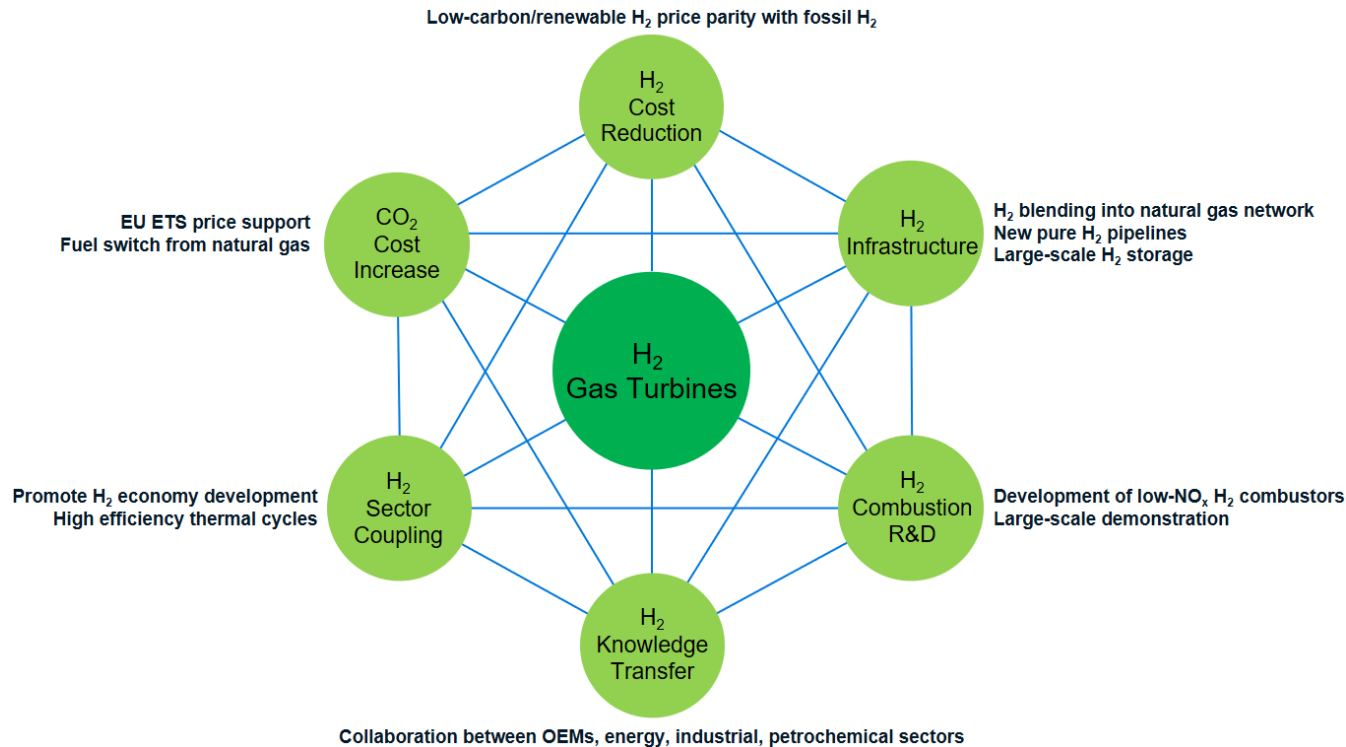 Low-carbon/renewable H₂ price parity with fossil H₂
H₂
Cost
Reduction
EU ETS price support
Fuel switch from natural gas
CO₂
Cost
Increase
H₂
Infrastructure
H₂ blending into natural gas network
New pure H₂ pipelines
Large-scale H₂ storage
H₂
Gas Turbines
Promote H₂ economy development
High efficiency thermal cycles
H₂
Sector
Coupling
H₂
Combustion
R&D
Development of low-NOₓ H₂ combustors
Large-scale demonstration
H₂
Knowledge
Transfer
Collaboration between OEMs, energy, industrial, petrochemical sectors